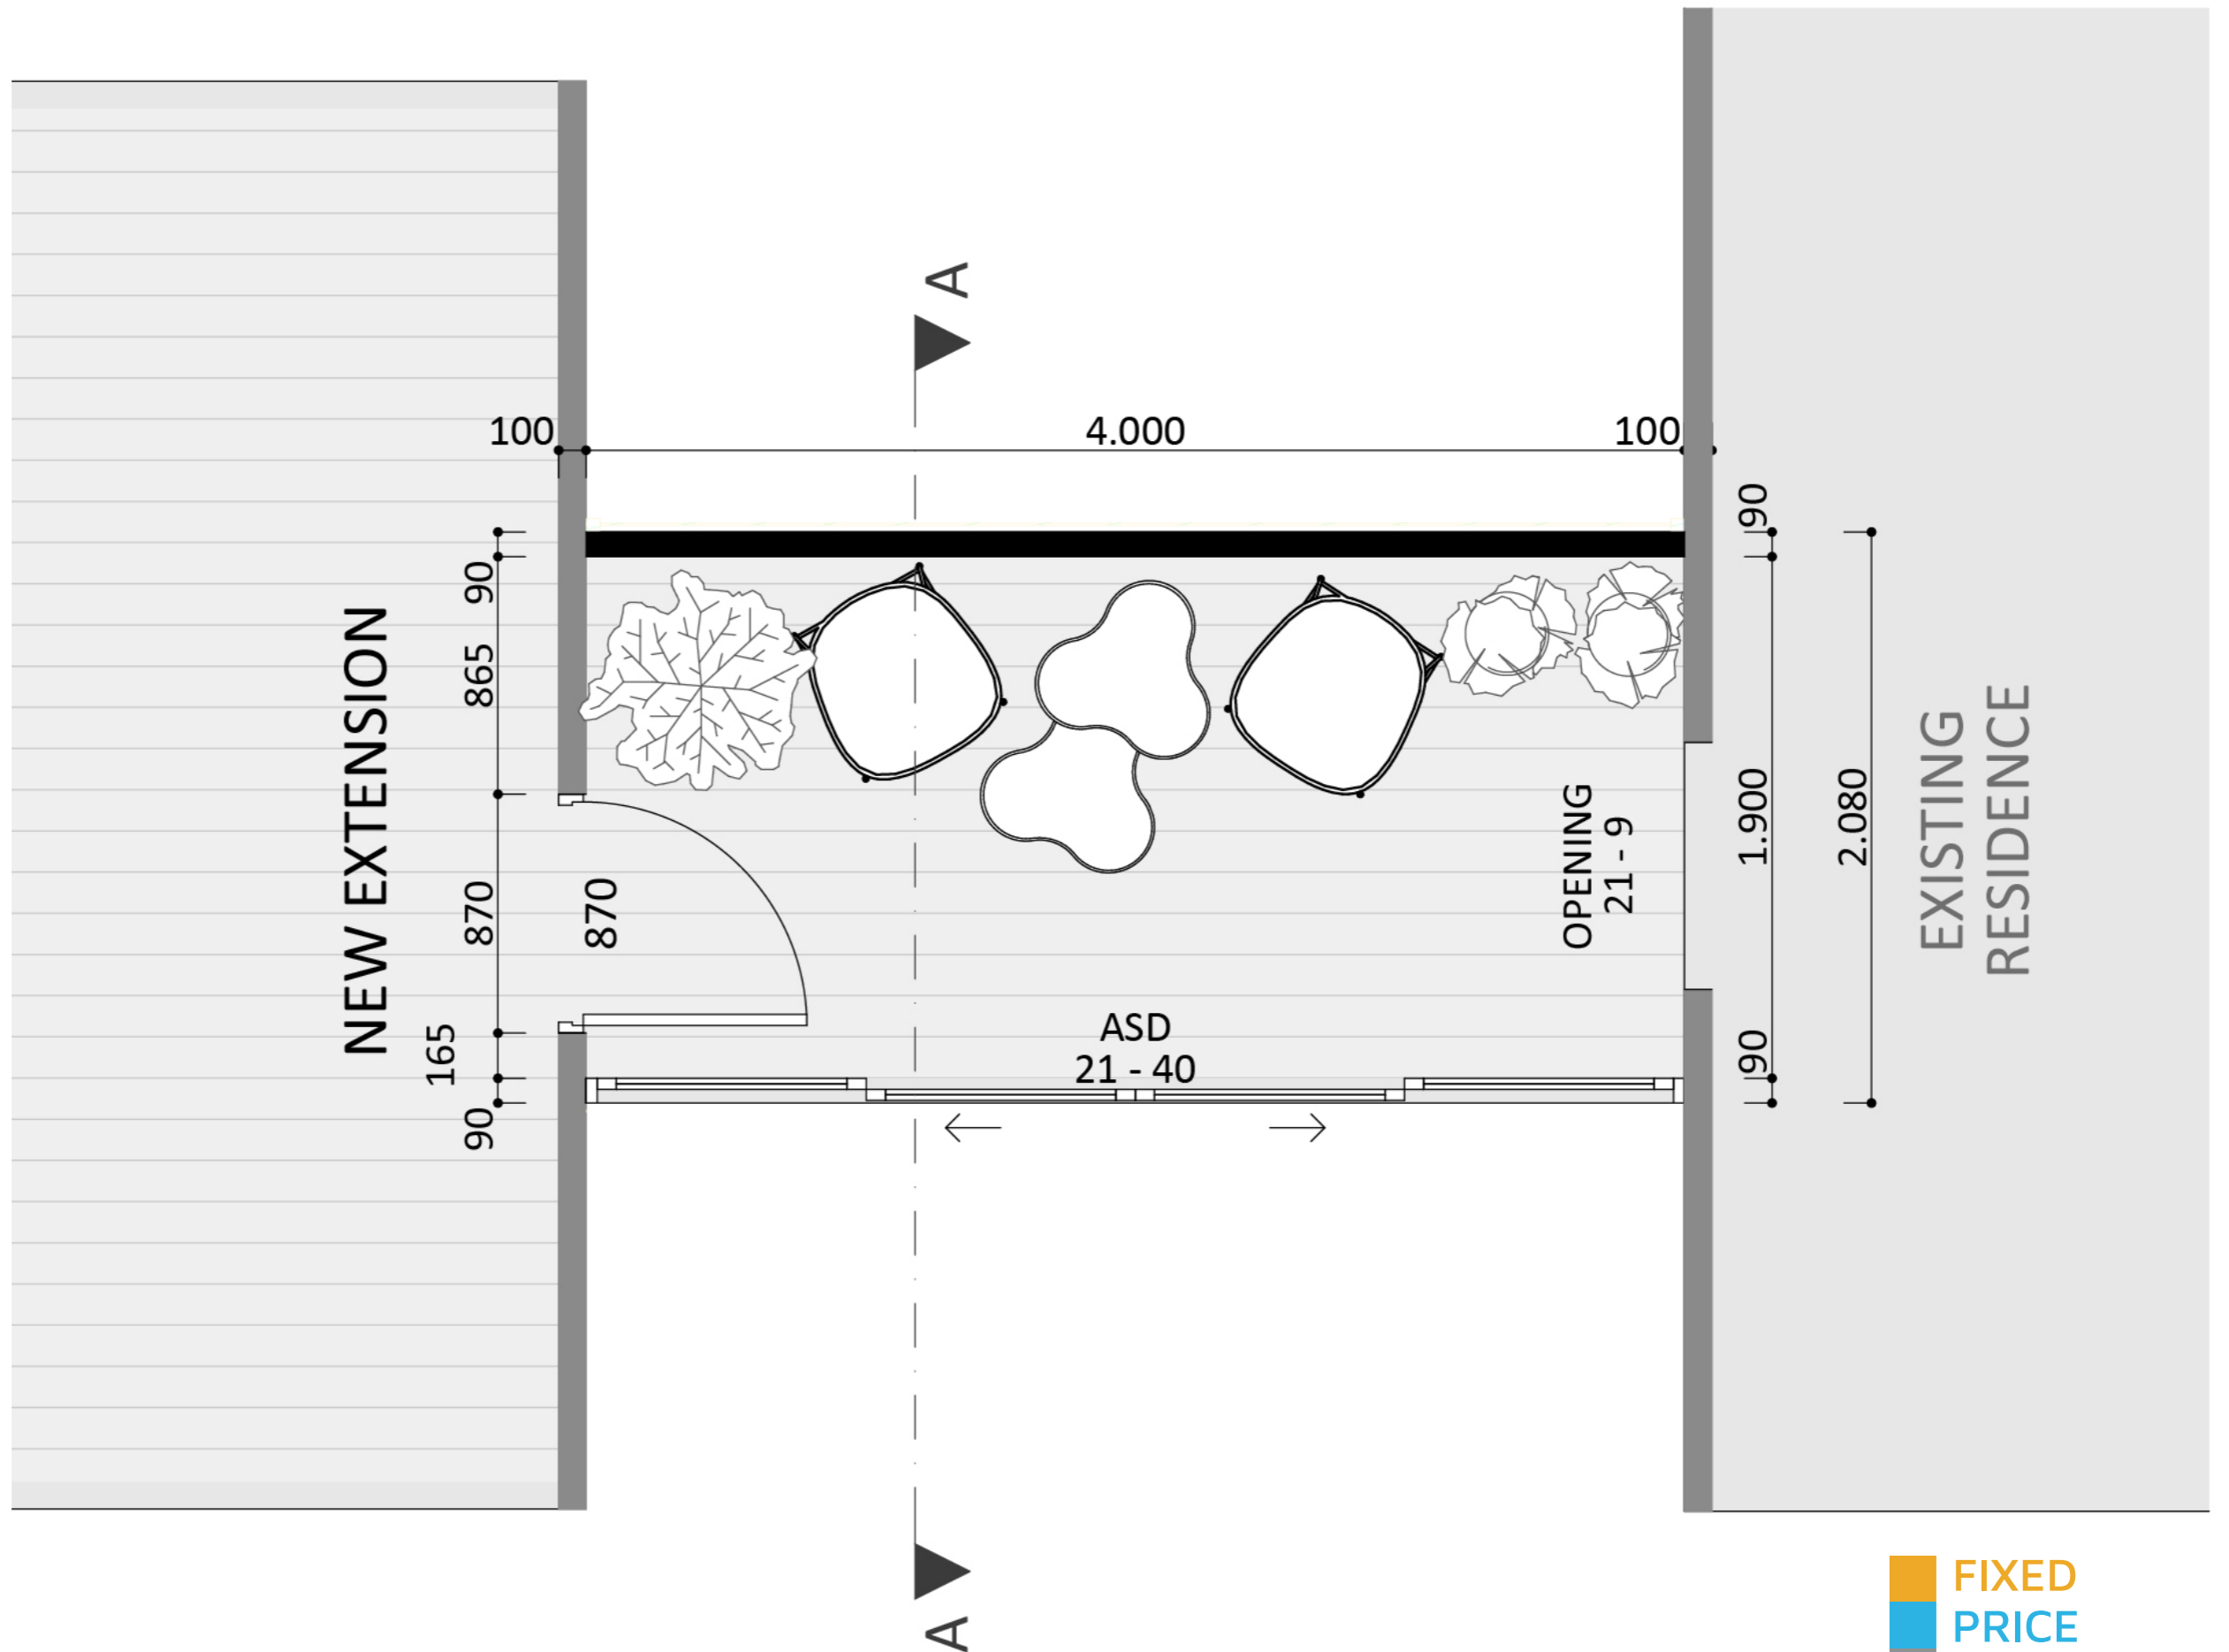 A
100
4.000
100
90
90
865
NEW EXTENSION
870
870
165
90
OPENING
21 - 9
1.900
2.080
90
EXISTING
RESIDENCE
ASD
21 - 40
A
FIXED
PRICE